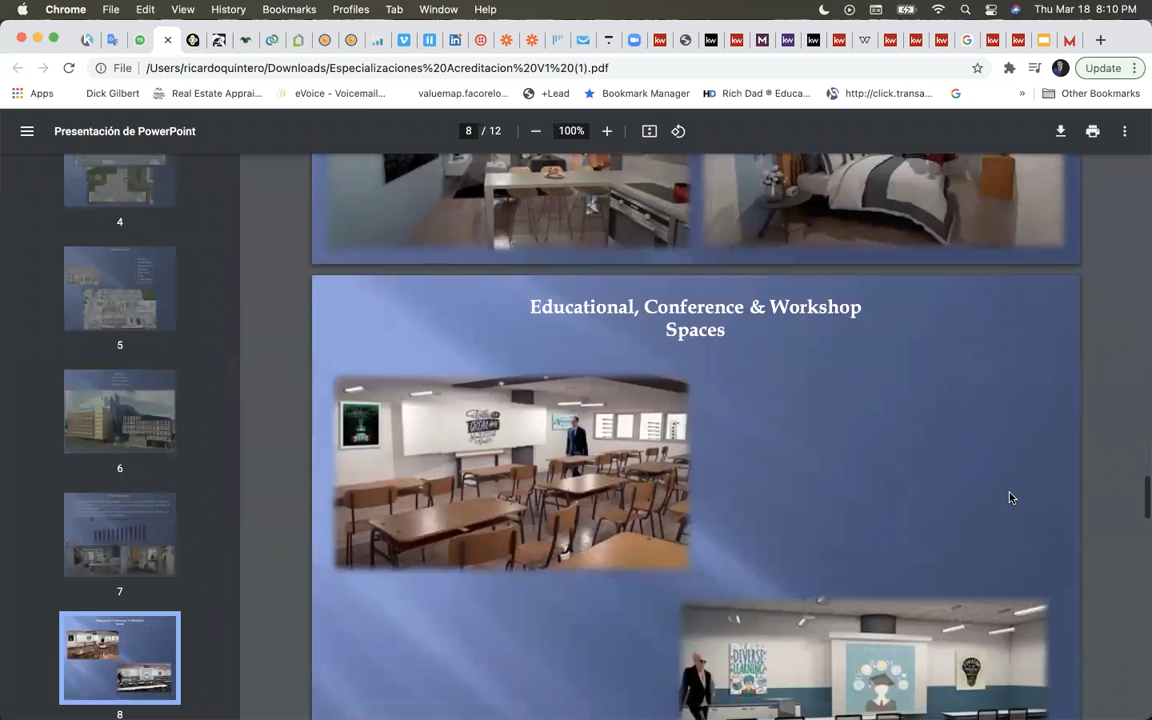 Chrome File Edit View History Bookmarks Profiles Tab Window Help Thu Mar 18 8:10 PM
File /Users/ricardoquintero/Downloads/Especializaciones%20Acreditacion%20V1%20(1).pdf Update
Apps Dick Gilbert Real Estate Apprai... eVoice - Voicemail... valuemap.facorelo... +Lead Bookmark Manager HD Rich Dad ® Educa... http://click.transa... » Other Bookmarks
Presentación de PowerPoint 8 / 12 100%
4
5
6
7
8
Educational, Conference & Workshop
Spaces
DIVERSE
LEARNING